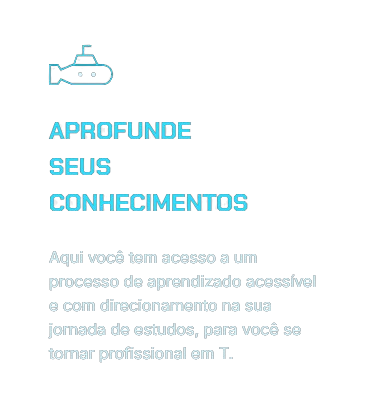 APROFUNDE
SEUS
CONHECIMENTOS
Aqui você tem acesso a um
processo de aprendizado acessível
e com direcionamento na sua
jornada de estudos, para você se
tornar profissional em T.